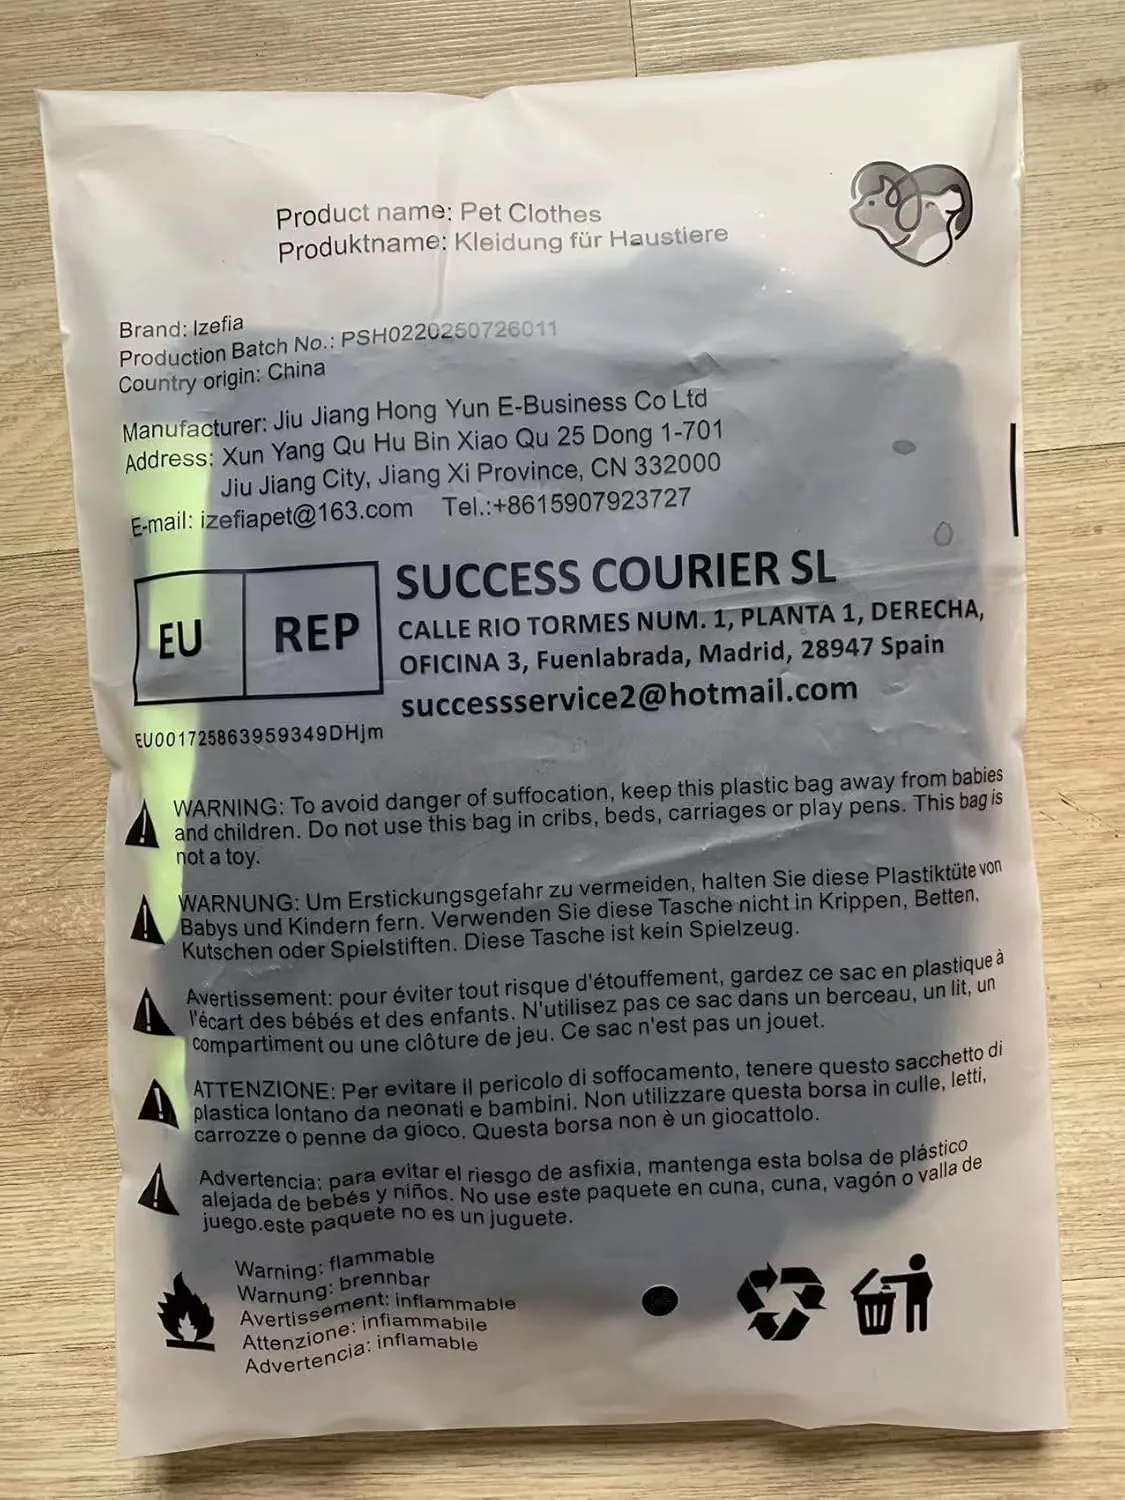 Product name: Pet Clothes
Produktname: Kleidung für Haustiere
Brand: Izefia
Production Batch No.: PSH0220250726011
Country origin: China
Manufacturer: Jiu Jiang Hong Yun E-Business Co Ltd
Address: Xun Yang Qu Hu Bin Xiao Qu 25 Dong 1-701
Jiu Jiang City, Jiang Xi Province, CN 332000
E-mail: izefiapet@163.com Tel.:+8615907923727
EU REP
SUCCESS COURIER SL
CALLE RIO TORMES NUM. 1, PLANTA 1, DERECHA,
OFICINA 3, Fuenlabrada, Madrid, 28947 Spain
successservice2@hotmail.com
EU001725863959349DHjm
WARNING: To avoid danger of suffocation, keep this plastic bag away from babies
and children. Do not use this bag in cribs, beds, carriages or play pens. This bag is
not a toy.
WARNUNG: Um Erstickungsgefahr zu vermeiden, halten Sie diese Plastiktüte von
Babys und Kindern fern. Verwenden Sie diese Tasche nicht in Krippen, Betten,
Kutschen oder Spielstiften. Diese Tasche ist kein Spielzeug.
Avertissement: pour éviter tout risque d'étouffement, gardez ce sac en plastique à
l'écart des bébés et des enfants. N'utilisez pas ce sac dans un berceau, un lit, un
compartiment ou une clôture de jeu. Ce sac n'est pas un jouet.
ATTENZIONE: Per evitare il pericolo di soffocamento, tenere questo sacchetto di
plastica lontano da neonati e bambini. Non utilizzare questa borsa in culle, letti,
carrozze o penne da gioco. Questa borsa non è un giocattolo.
Advertencia: para evitar el riesgo de asfixia, mantenga esta bolsa de plástico
alejada de bebés y niños. No use este paquete en cuna, cuna, vagón o valla de
juego.este paquete no es un juguete.
Warning: flammable
Warnung: brennbar
Avertissement: inflammable
Attenzione: infiammabile
Advertencia: inflamable